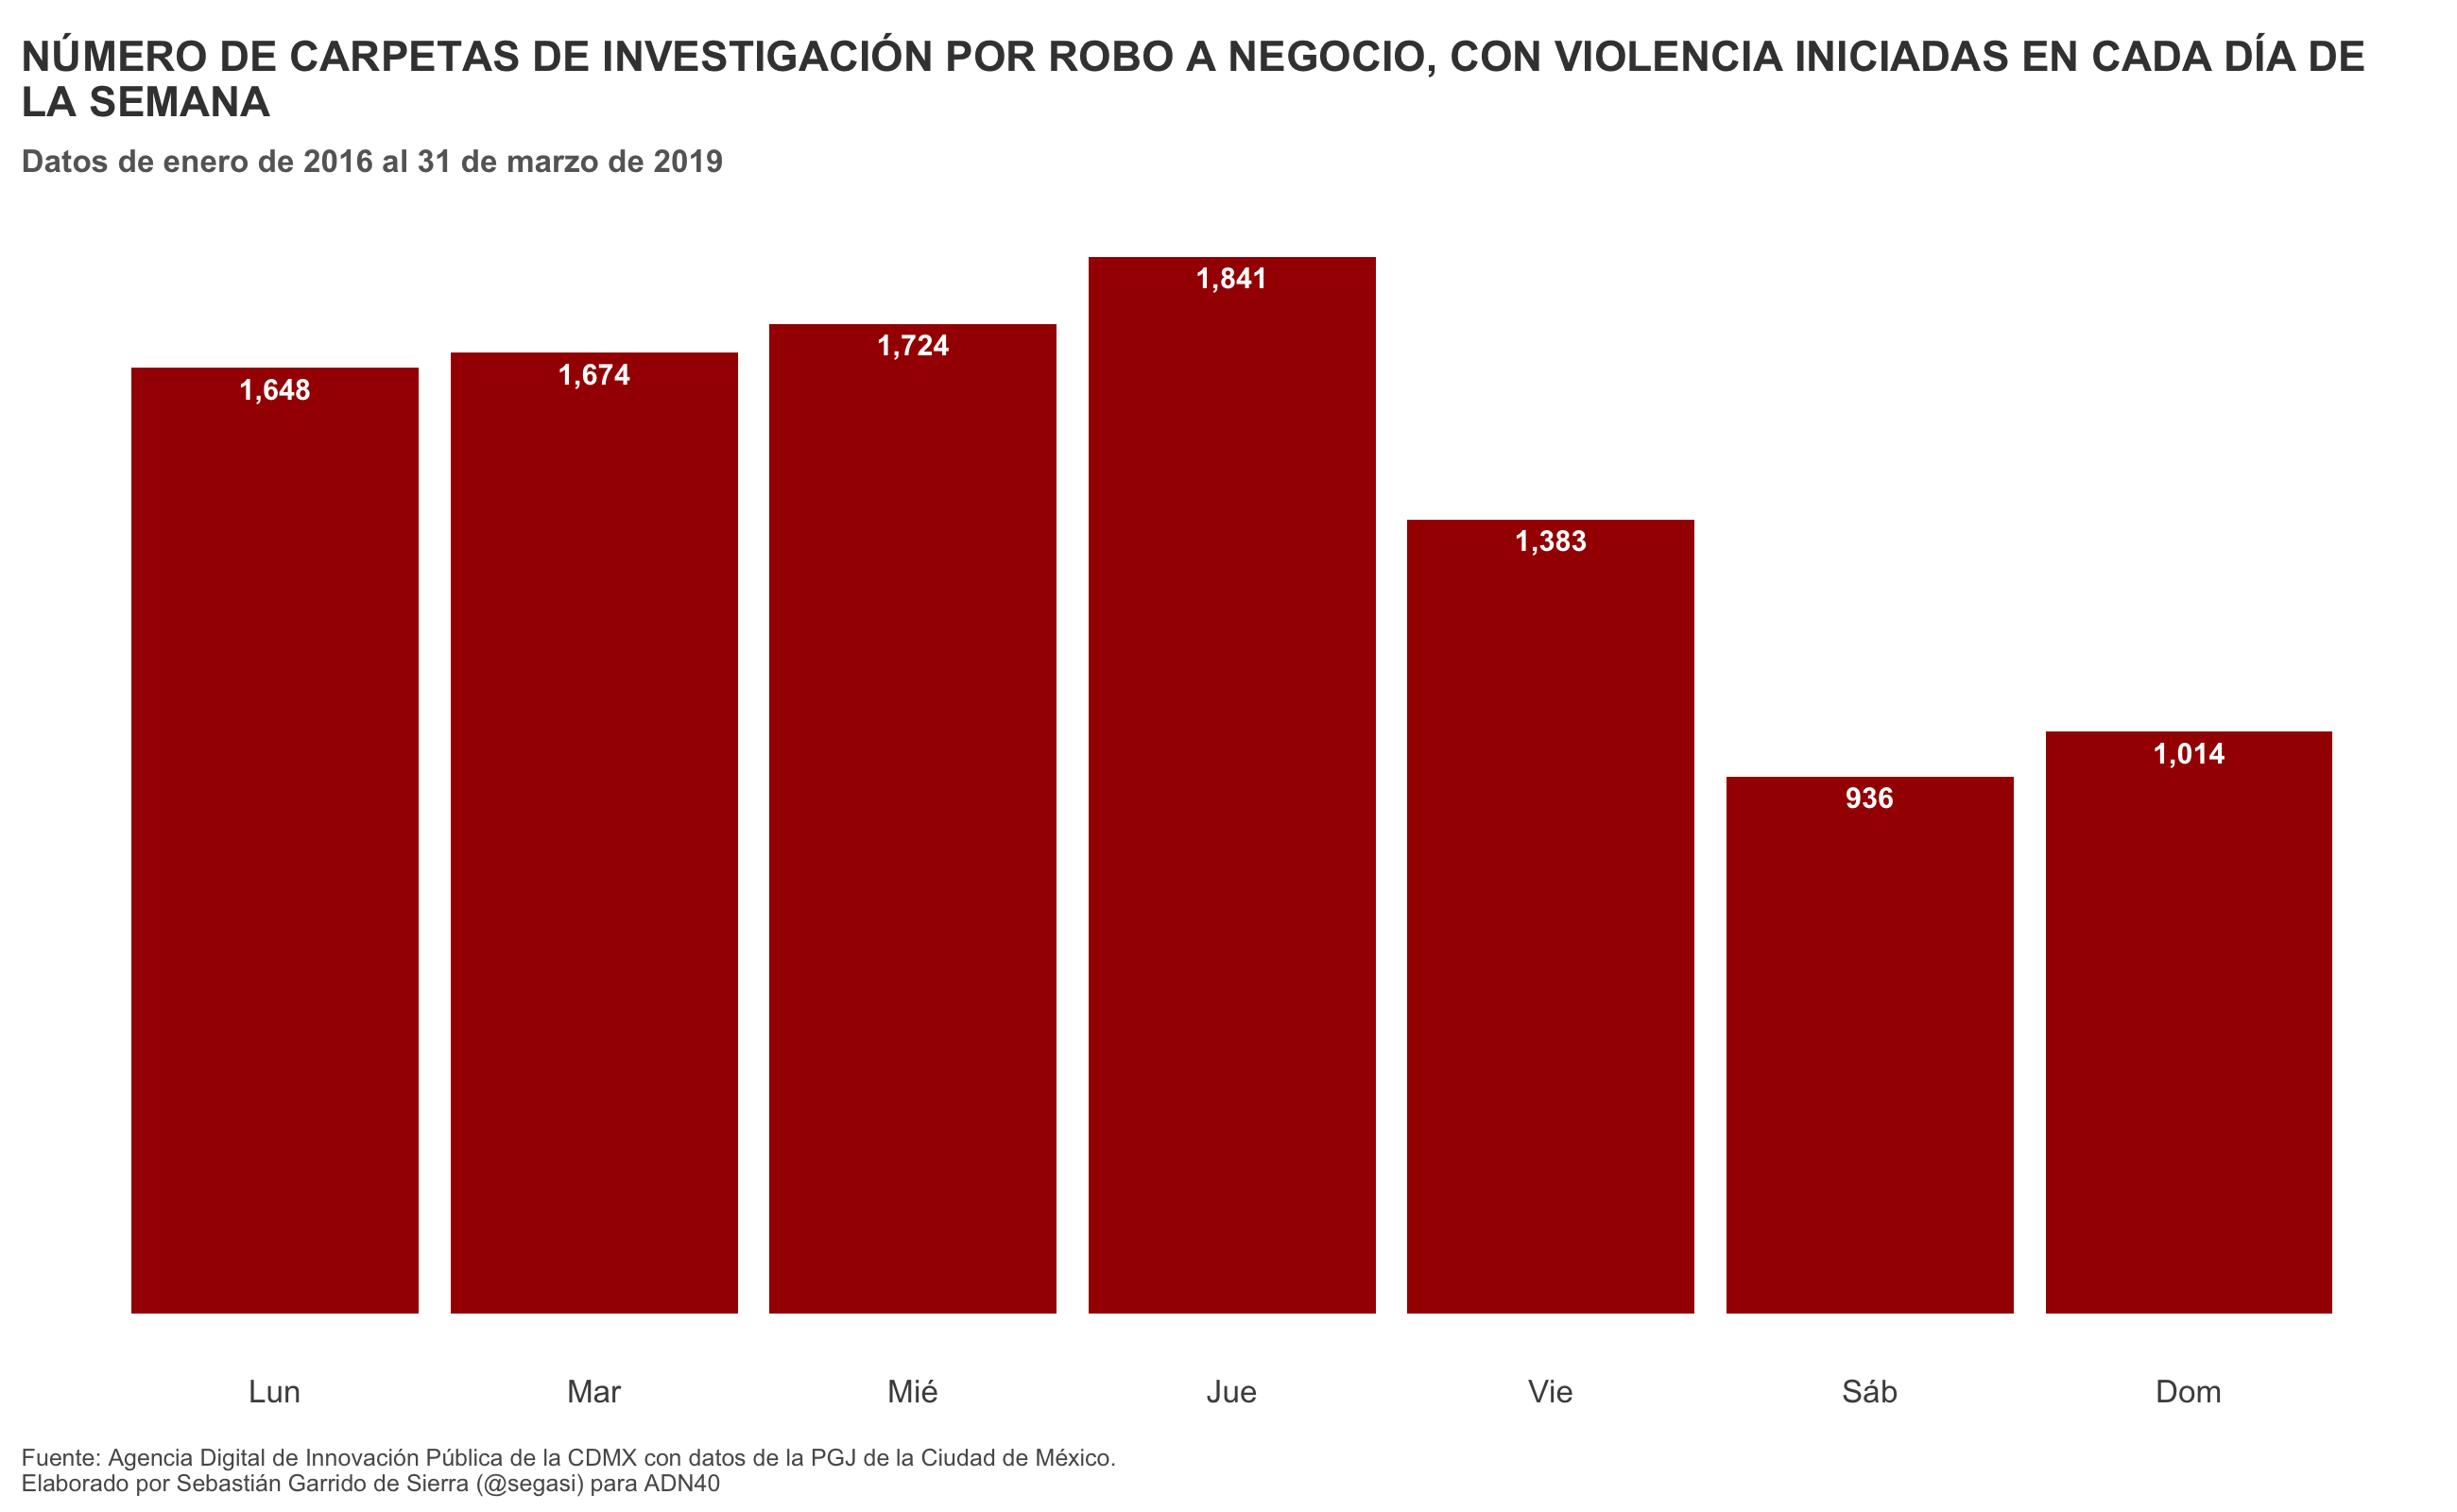 NÚMERO DE CARPETAS DE INVESTIGACIÓN POR ROBO A NEGOCIO, CON VIOLENCIA INICIADAS EN CADA DÍA DE
LA SEMANA
Datos de enero de 2016 al 31 de marzo de 2019
1,648
1,674
1,724
1,841
1,383
936
1,014
Lun
Mar
Mié
Jue
Vie
Sáb
Dom
Fuente: Agencia Digital de Innovación Pública de la CDMX con datos de la PGJ de la Ciudad de México.
Elaborado por Sebastián Garrido de Sierra (@segasi) para ADN40